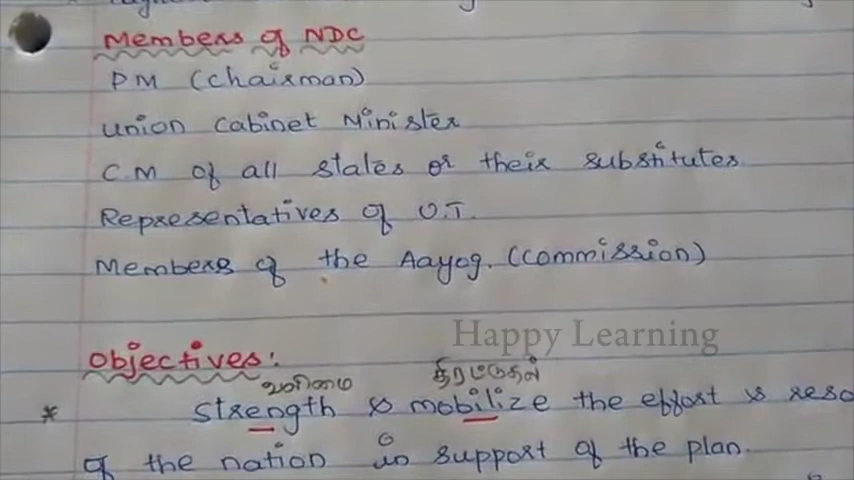 Members of NDC
PM (chairman)
Union Cabinet Minister
C.M of all states or their substitutes
Representatives of U.T.
Members of the Aayog. (commission)
Happy Learning
Objectives:
வலிமை திரட்டுதல்
* Strength & mobilize the effort & reso
of the nation in support of the plan.